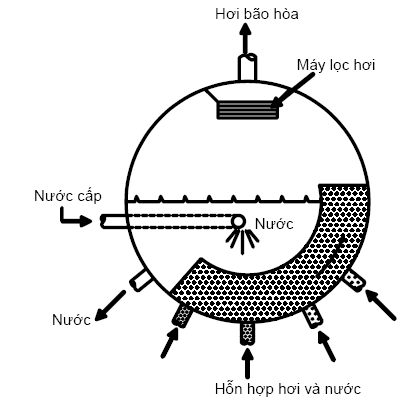 Hơi bão hòa
Máy lọc hơi
Nước cấp
Nước
Nước
Hỗn hợp hơi và nước